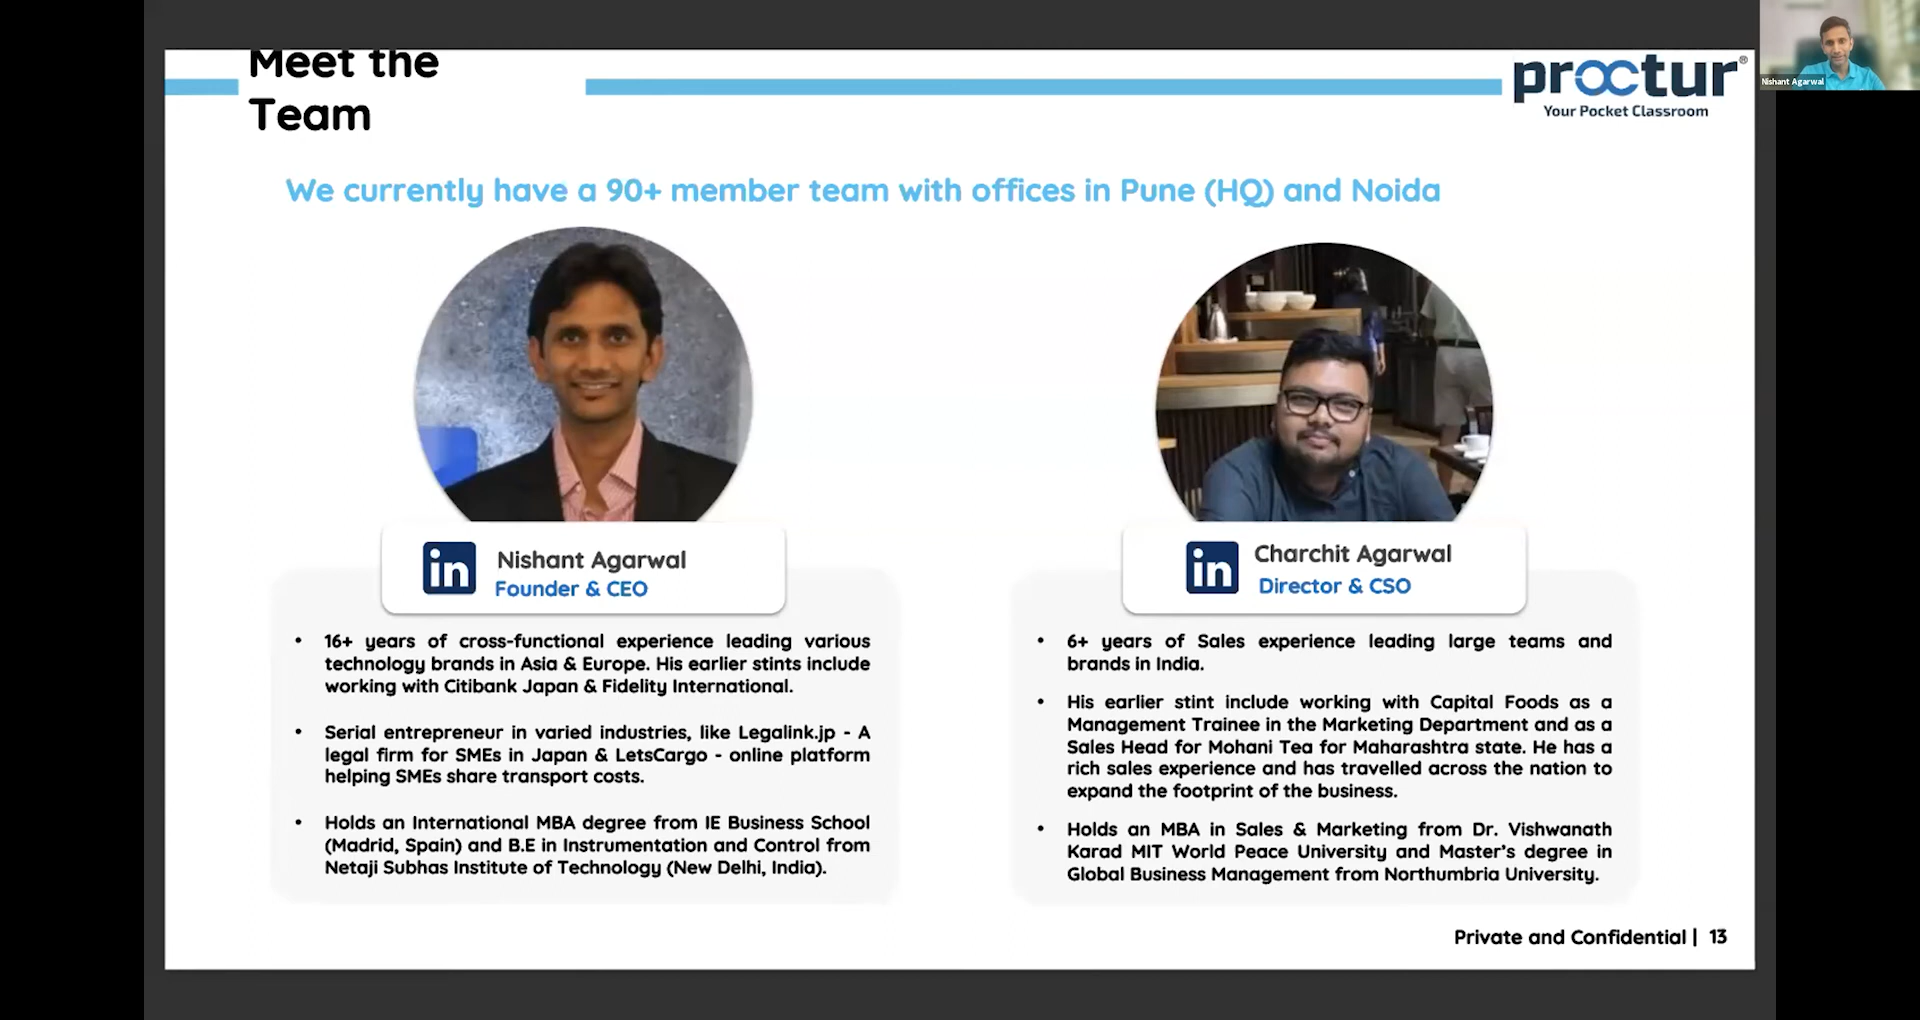 Meet the
Team
proctur®
Your Pocket Classroom
Nishant Agarwal
We currently have a 90+ member team with offices in Pune (HQ) and Noida
in
Nishant Agarwal
Founder & CEO
• 16+ years of cross-functional experience leading various
technology brands in Asia & Europe. His earlier stints include
working with Citibank Japan & Fidelity International.
• Serial entrepreneur in varied industries, like Legalink.jp - A
legal firm for SMEs in Japan & LetsCargo - online platform
helping SMEs share transport costs.
• Holds an International MBA degree from IE Business School
(Madrid, Spain) and B.E in Instrumentation and Control from
Netaji Subhas Institute of Technology (New Delhi, India).
in
Charchit Agarwal
Director & CSO
• 6+ years of Sales experience leading large teams and
brands in India.
• His earlier stint include working with Capital Foods as a
Management Trainee in the Marketing Department and as a
Sales Head for Mohani Tea for Maharashtra state. He has a
rich sales experience and has travelled across the nation to
expand the footprint of the business.
• Holds an MBA in Sales & Marketing from Dr. Vishwanath
Karad MIT World Peace University and Master's degree in
Global Business Management from Northumbria University.
Private and Confidential | 13